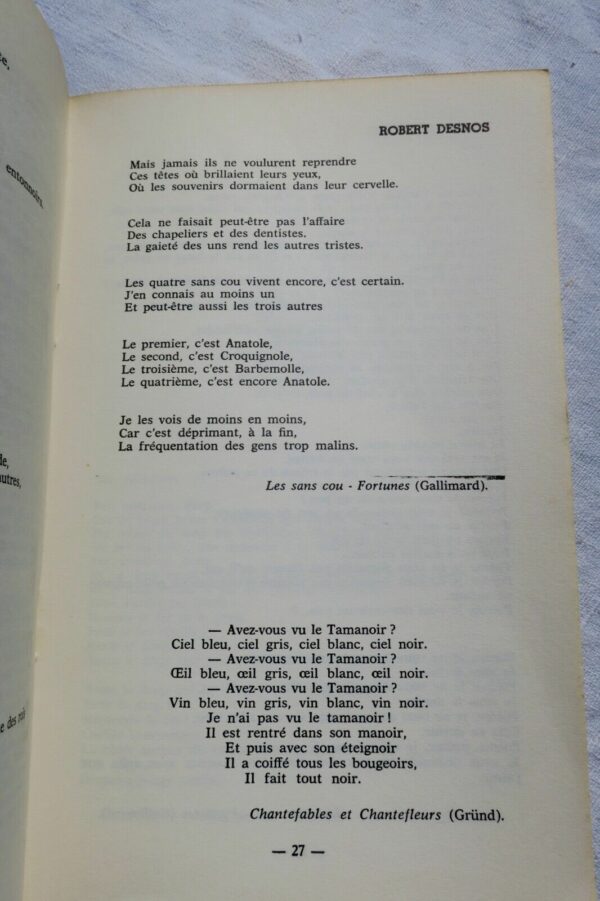 entonnoirs,
ROBERT DESNOS
Mais jamais ils ne voulurent reprendre
Ces têtes où brillaient leurs yeux,
Où les souvenirs dormaient dans leur cervelle.
Cela ne faisait peut-être pas l'affaire
Des chapeliers et des dentistes.
La gaieté des uns rend les autres tristes.
Les quatre sans cou vivent encore, c'est certain.
J'en connais au moins un
Et peut-être aussi les trois autres
Le premier, c'est Anatole,
Le second, c'est Croquignole,
Le troisième, c'est Barbemolle,
Le quatrième, c'est encore Anatole.
Je les vois de moins en moins,
Car c'est déprimant, à la fin,
La fréquentation des gens trop malins.
Les sans cou - Fortunes (Gallimard).
— Avez-vous vu le Tamanoir ?
Ciel bleu, ciel gris, ciel blanc, ciel noir.
— Avez-vous vu le Tamanoir ?
Œil bleu, œil gris, œil blanc, œil noir.
— Avez-vous vu le Tamanoir ?
Vin bleu, vin gris, vin blanc, vin noir.
Je n'ai pas vu le tamanoir !
Il est rentré dans son manoir,
Et puis avec son éteignoir
Il a coiffé tous les bougeoirs,
Il fait tout noir.
Chantefables et Chantefleurs (Gründ).
— 27 —